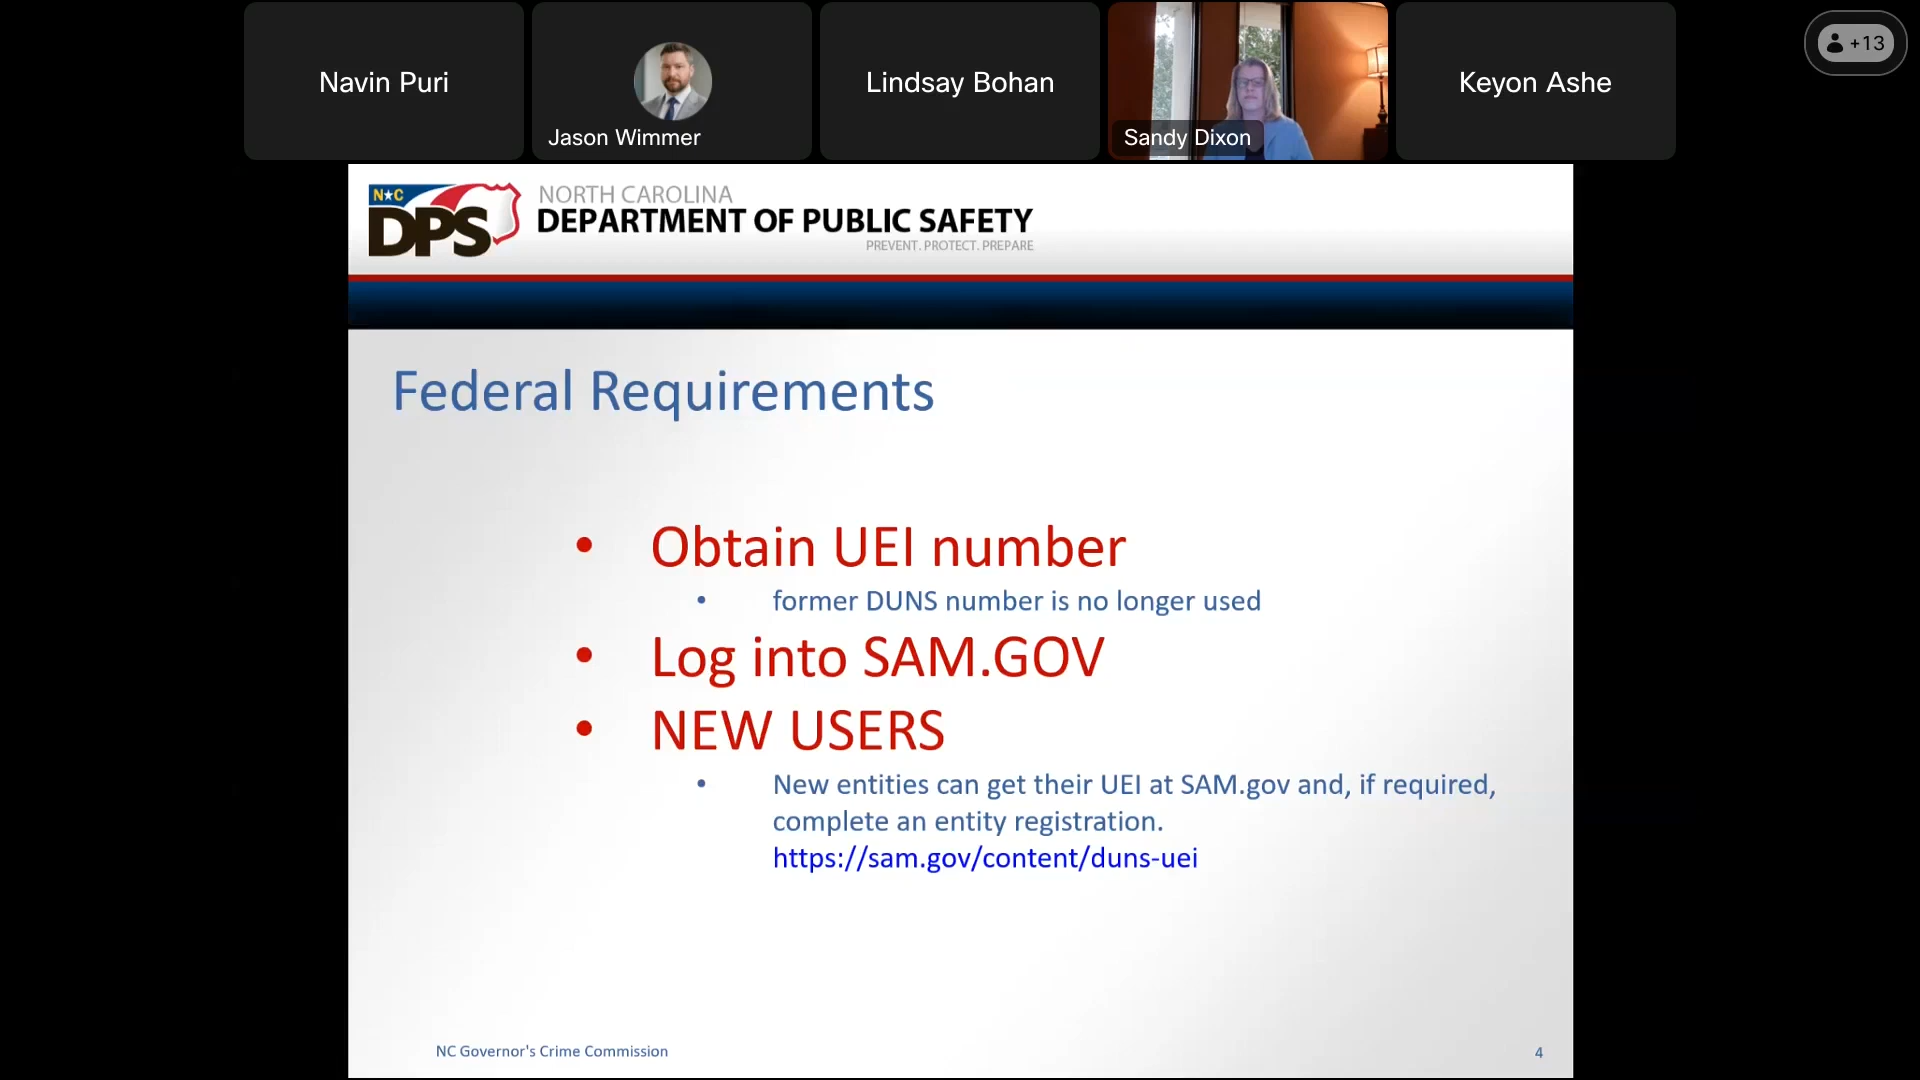 Navin Puri
Jason Wimmer
Lindsay Bohan
Sandy Dixon
Keyon Ashe
+13
N★C
DPS
NORTH CAROLINA
DEPARTMENT OF PUBLIC SAFETY
PREVENT. PROTECT. PREPARE
Federal Requirements
• Obtain UEI number
• former DUNS number is no longer used
• Log into SAM.GOV
• NEW USERS
• New entities can get their UEI at SAM.gov and, if required,
complete an entity registration.
https://sam.gov/content/duns-uei
NC Governor's Crime Commission
4